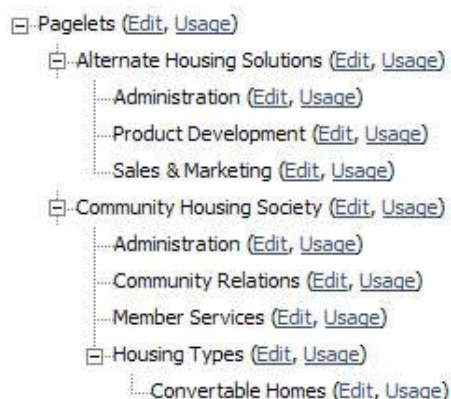 Pagelets (Edit, Usage)
Alternate Housing Solutions (Edit, Usage)
Administration (Edit, Usage)
Product Development (Edit, Usage)
Sales & Marketing (Edit, Usage)
Community Housing Society (Edit, Usage)
Administration (Edit, Usage)
Community Relations (Edit, Usage)
Member Services (Edit, Usage)
Housing Types (Edit, Usage)
Convertable Homes (Edit, Usage)